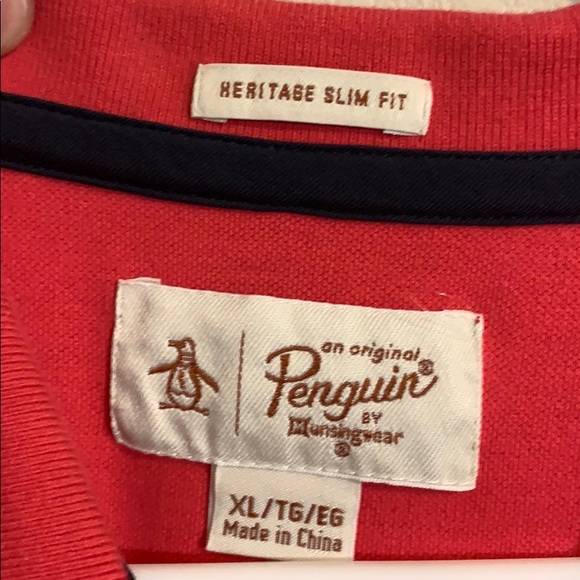 HERITAGE SLIM FIT
an original
Penguin®
BY
Munsingwear
®
XL/TG/EG
Made in China